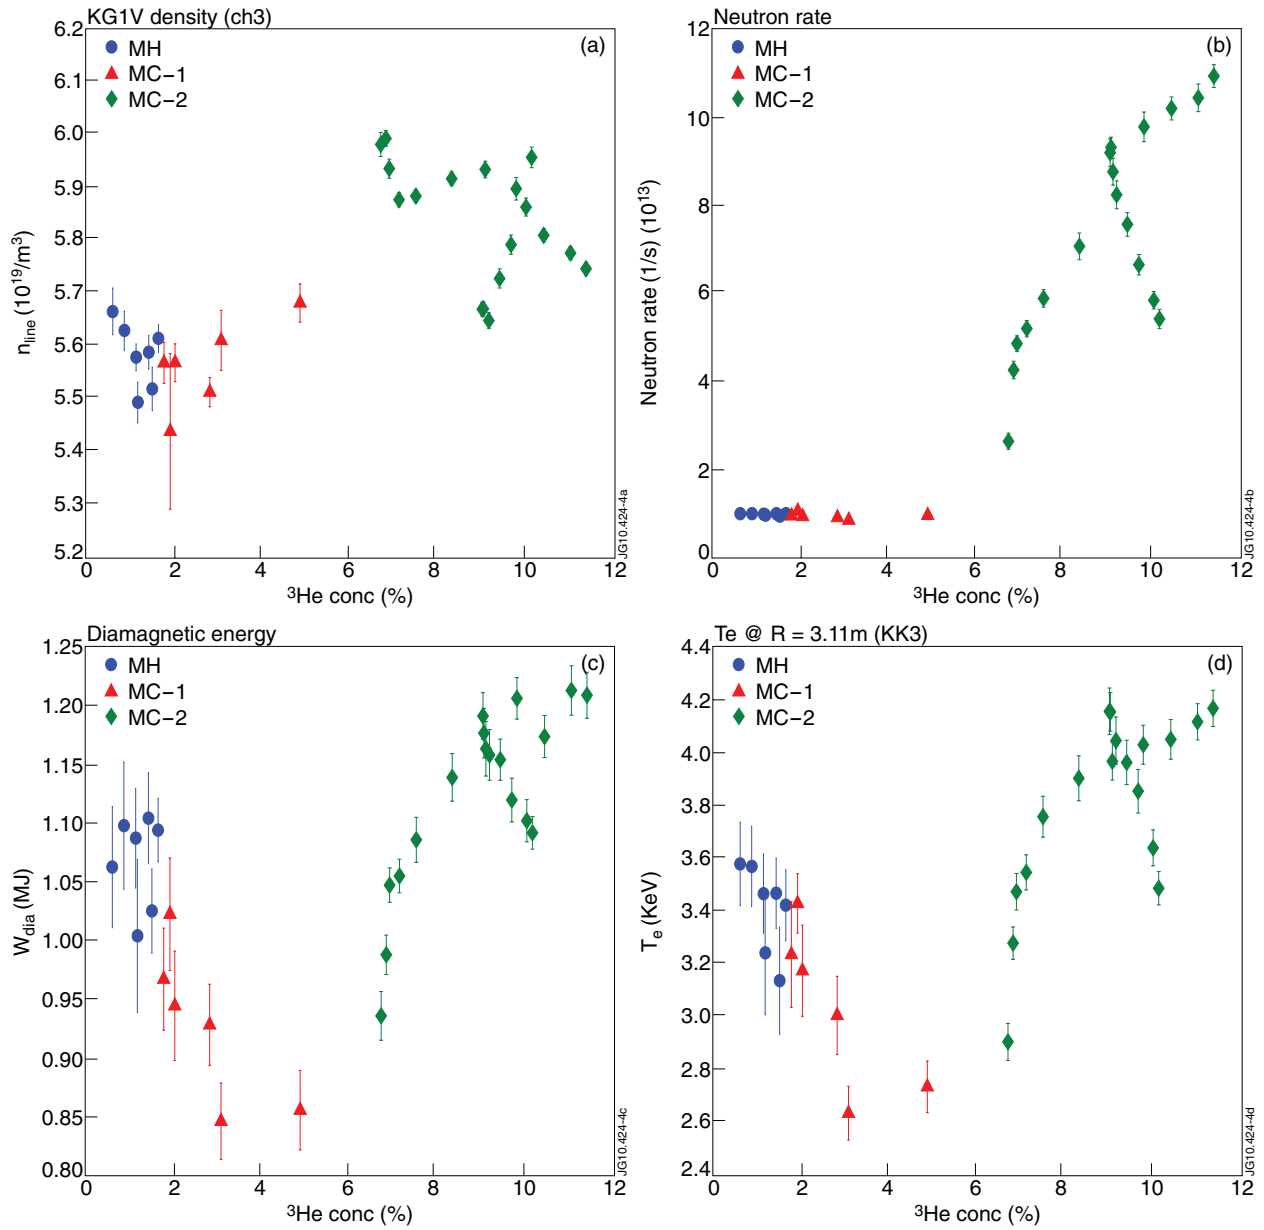 KG1V density (ch3)
6.2
6.1
6.0
5.9
5.8
5.7
5.6
5.5
5.4
5.3
5.2
n_line (10^19/m^3)
MH
MC−1
MC−2
(a)
0 2 4 6 8 10 12
^3He conc (%)
JG10.424-4a
Neutron rate
12
10
8
6
4
2
0
Neutron rate (1/s) (10^13)
MH
MC−1
MC−2
(b)
0 2 4 6 8 10 12
^3He conc (%)
JG10.424-4b
Diamagnetic energy
1.25
1.20
1.15
1.10
1.05
1.00
0.95
0.90
0.85
0.80
W_dia (MJ)
MH
MC−1
MC−2
(c)
0 2 4 6 8 10 12
^3He conc (%)
JG10.424-4c
Te @ R = 3.11m (KK3)
4.4
4.2
4.0
3.8
3.6
3.4
3.2
3.0
2.8
2.6
2.4
T_e (KeV)
MH
MC−1
MC−2
(d)
0 2 4 6 8 10 12
^3He conc (%)
JG10.424-4d